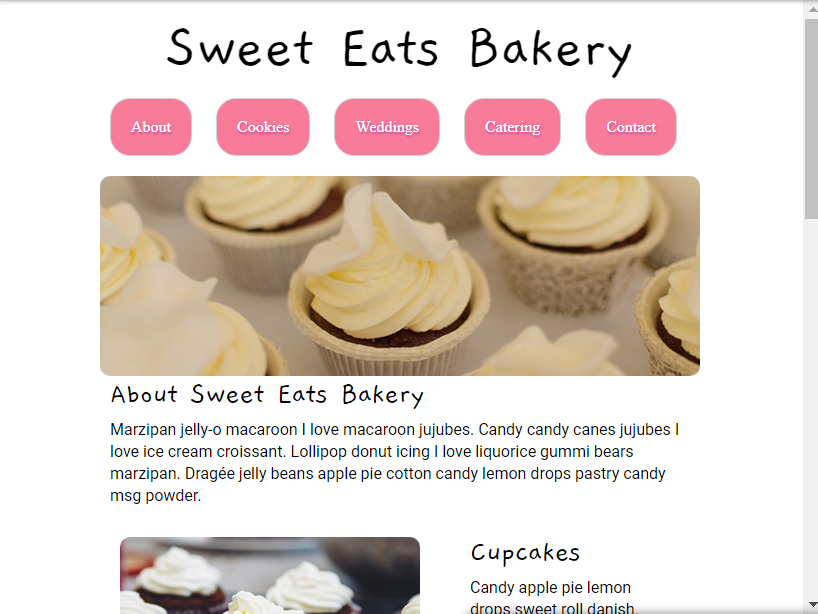 Sweet Eats Bakery
About
Cookies
Weddings
Catering
Contact
About Sweet Eats Bakery
Marzipan jelly-o macaroon I love macaroon jujubes. Candy candy canes jujubes I
love ice cream croissant. Lollipop donut icing I love liquorice gummi bears
marzipan. Dragée jelly beans apple pie cotton candy lemon drops pastry candy
msg powder.
Cupcakes
Candy apple pie lemon
drops sweet roll danish.